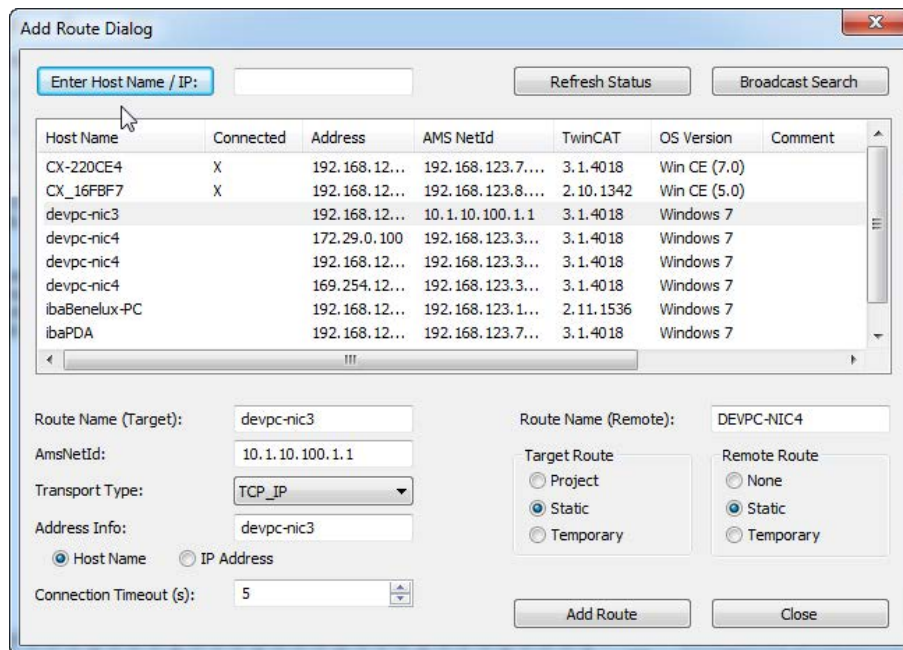 Add Route Dialog
Enter Host Name / IP: Refresh Status Broadcast Search
Host Name Connected Address AMS NetId TwinCAT OS Version Comment
CX-220CE4 X 192.168.12... 192.168.123.7.... 3.1.4018 Win CE (7.0)
CX_16FBF7 X 192.168.12... 192.168.123.8.... 2.10.1342 Win CE (5.0)
devpc-nic3 192.168.12... 10.1.10.100.1.1 3.1.4018 Windows 7
devpc-nic4 172.29.0.100 192.168.123.3... 3.1.4018 Windows 7
devpc-nic4 192.168.12... 192.168.123.3... 3.1.4018 Windows 7
devpc-nic4 169.254.12... 192.168.123.3... 3.1.4018 Windows 7
ibaBenelux-PC 192.168.12... 192.168.123.1... 2.11.1536 Windows 7
ibaPDA 192.168.12... 192.168.123.7... 3.1.4018 Windows 7
Route Name (Target): devpc-nic3 Route Name (Remote): DEVPC-NIC4
AmsNetId: 10.1.10.100.1.1 Target Route Remote Route
Project None
Transport Type: TCP_IP Static Static
Address Info: devpc-nic3 Temporary Temporary
Host Name IP Address
Connection Timeout (s): 5
Add Route Close